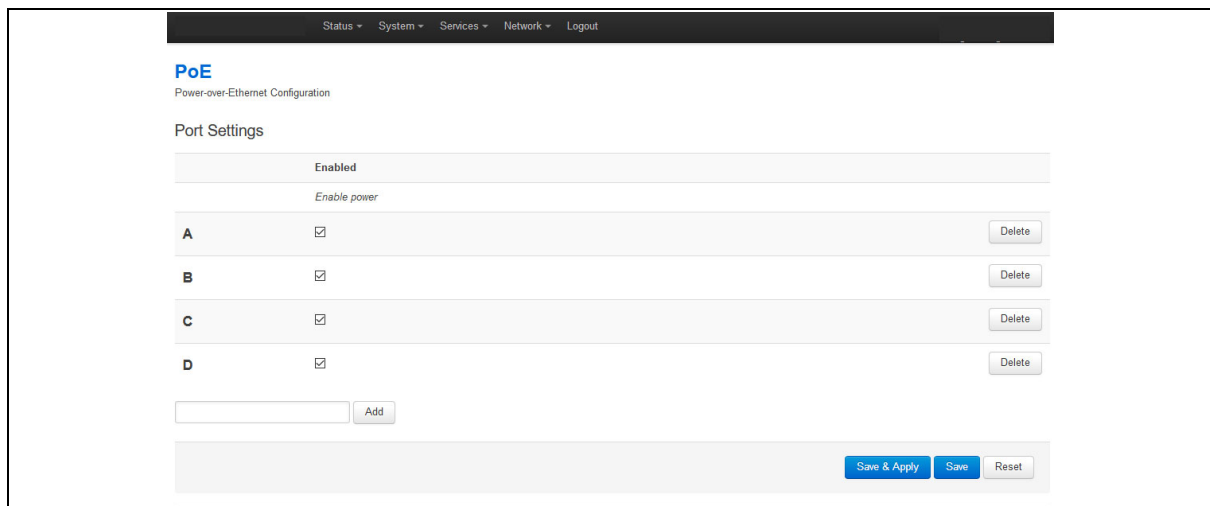 Status System Services Network Logout
PoE
Power-over-Ethernet Configuration
Port Settings
Enabled
Enable power
A Delete
B Delete
C Delete
D Delete
Add
Save & Apply Save Reset